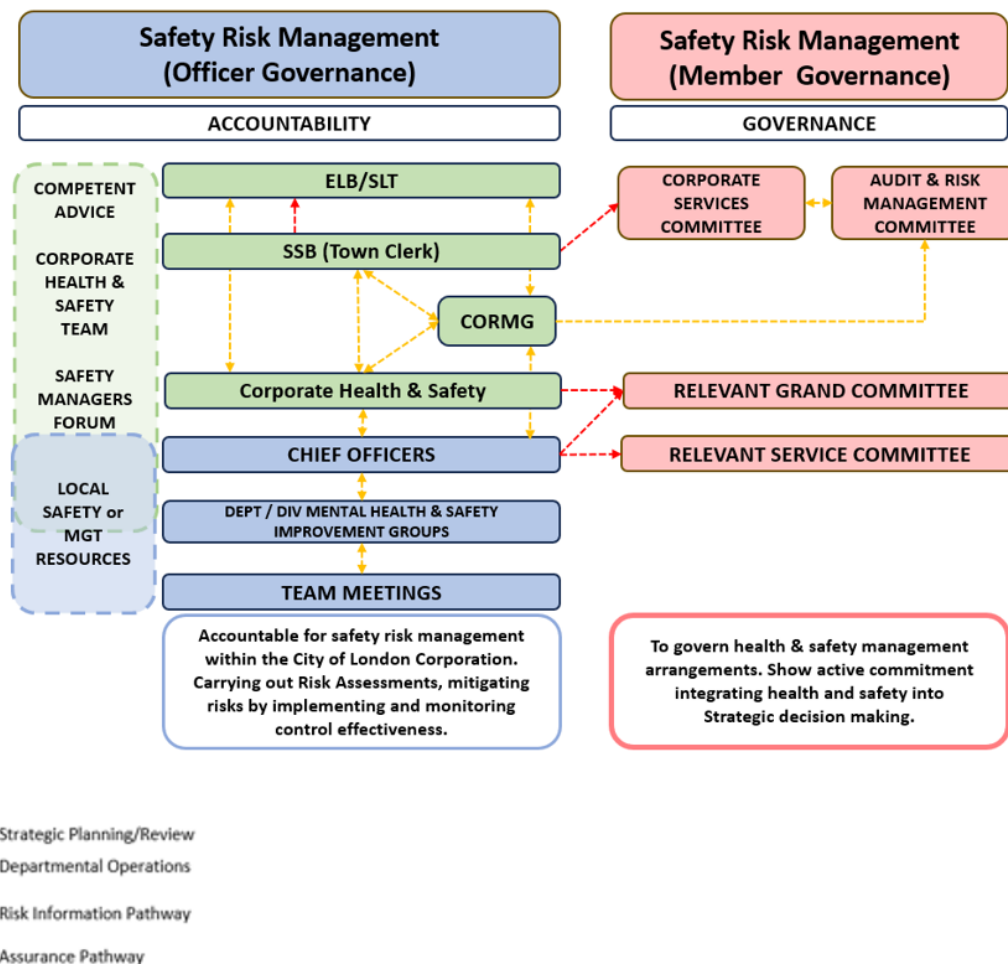 Safety Risk Management
(Officer Governance)
Safety Risk Management
(Member  Governance)
ACCOUNTABILITY
GOVERNANCE
COMPETENT
ADVICE
CORPORATE
HEALTH &
SAFETY
TEAM
SAFETY
MANAGERS
FORUM
LOCAL
SAFETY or
MGT
RESOURCES
ELB/SLT
SSB (Town Clerk)
CORMG
Corporate Health & Safety
CHIEF OFFICERS
DEPT / DIV MENTAL HEALTH & SAFETY
IMPROVEMENT GROUPS
TEAM MEETINGS
CORPORATE
SERVICES
COMMITTEE
AUDIT & RISK
MANAGEMENT
COMMITTEE
RELEVANT GRAND COMMITTEE
RELEVANT SERVICE COMMITTEE
Accountable for safety risk management
within the City of London Corporation.
Carrying out Risk Assessments, mitigating
risks by implementing and monitoring
control effectiveness.
To govern health & safety management
arrangements. Show active commitment
integrating health and safety into
Strategic decision making.
Strategic Planning/Review
Departmental Operations
Risk Information Pathway
Assurance Pathway